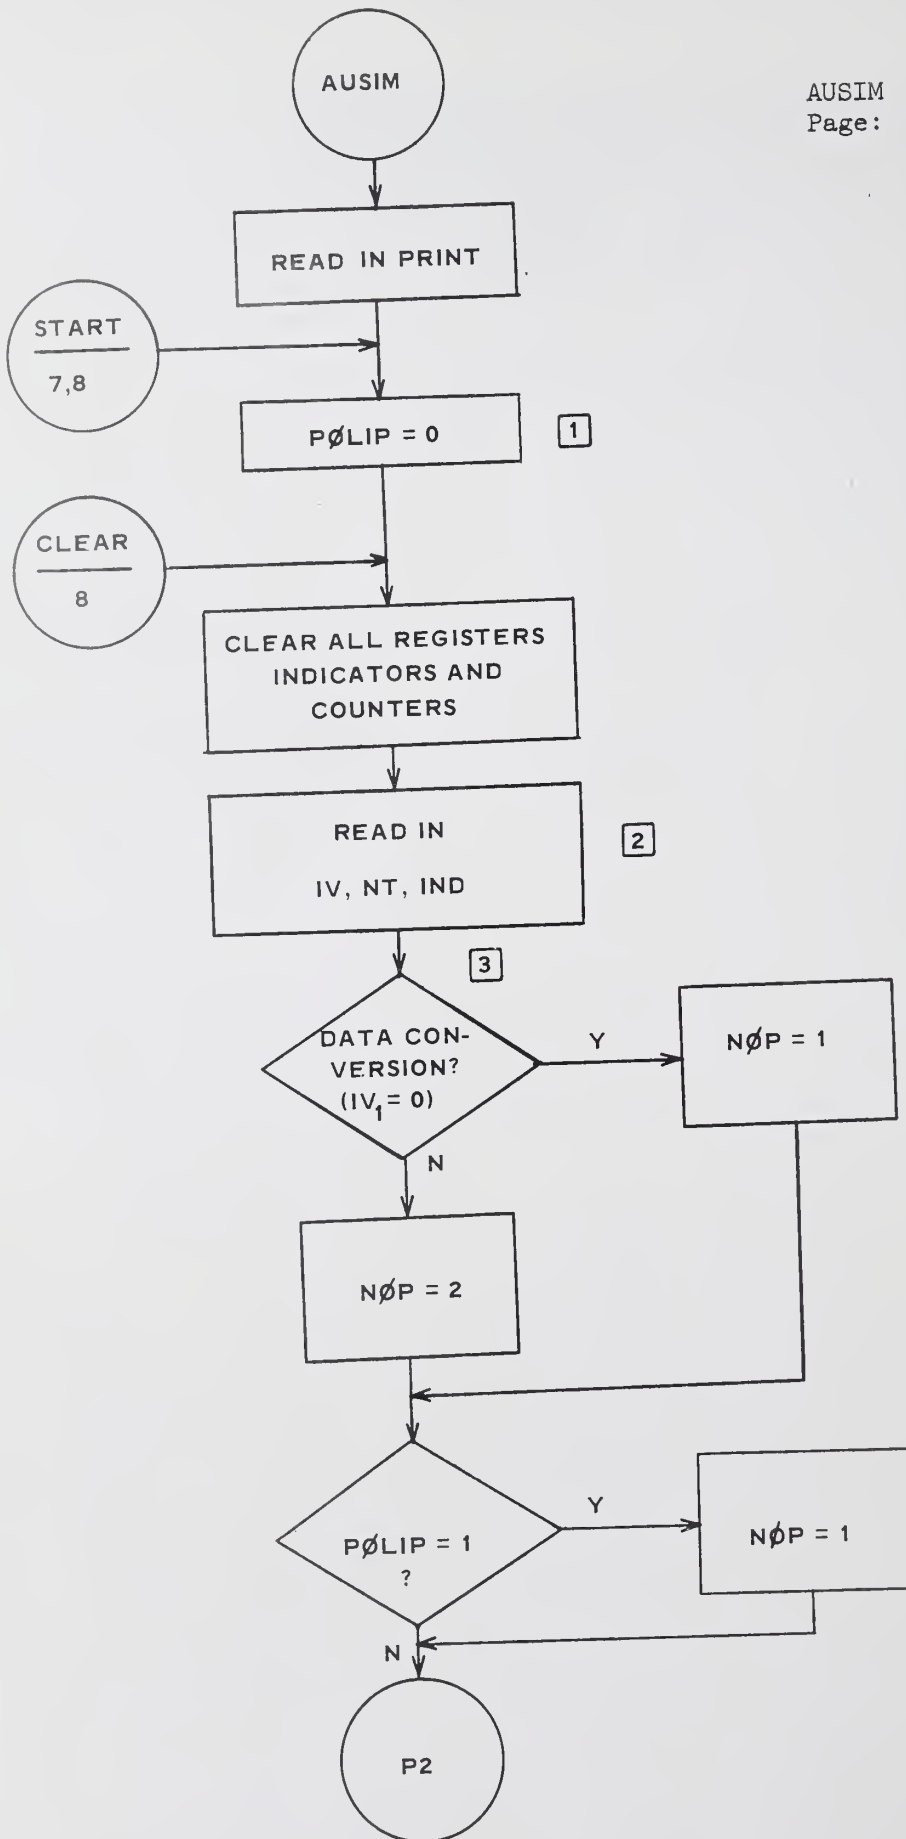 AUSIM
AUSIM
Page:
READ IN PRINT
START
7,8
PØLIP = 0
1
CLEAR
8
CLEAR ALL REGISTERS
INDICATORS AND
COUNTERS
READ IN
IV, NT, IND
2
3
DATA CON-
VERSION?
(IV₁ = 0)
Y
NØP = 1
N
NØP = 2
PØLIP = 1
?
Y
NØP = 1
N
P2